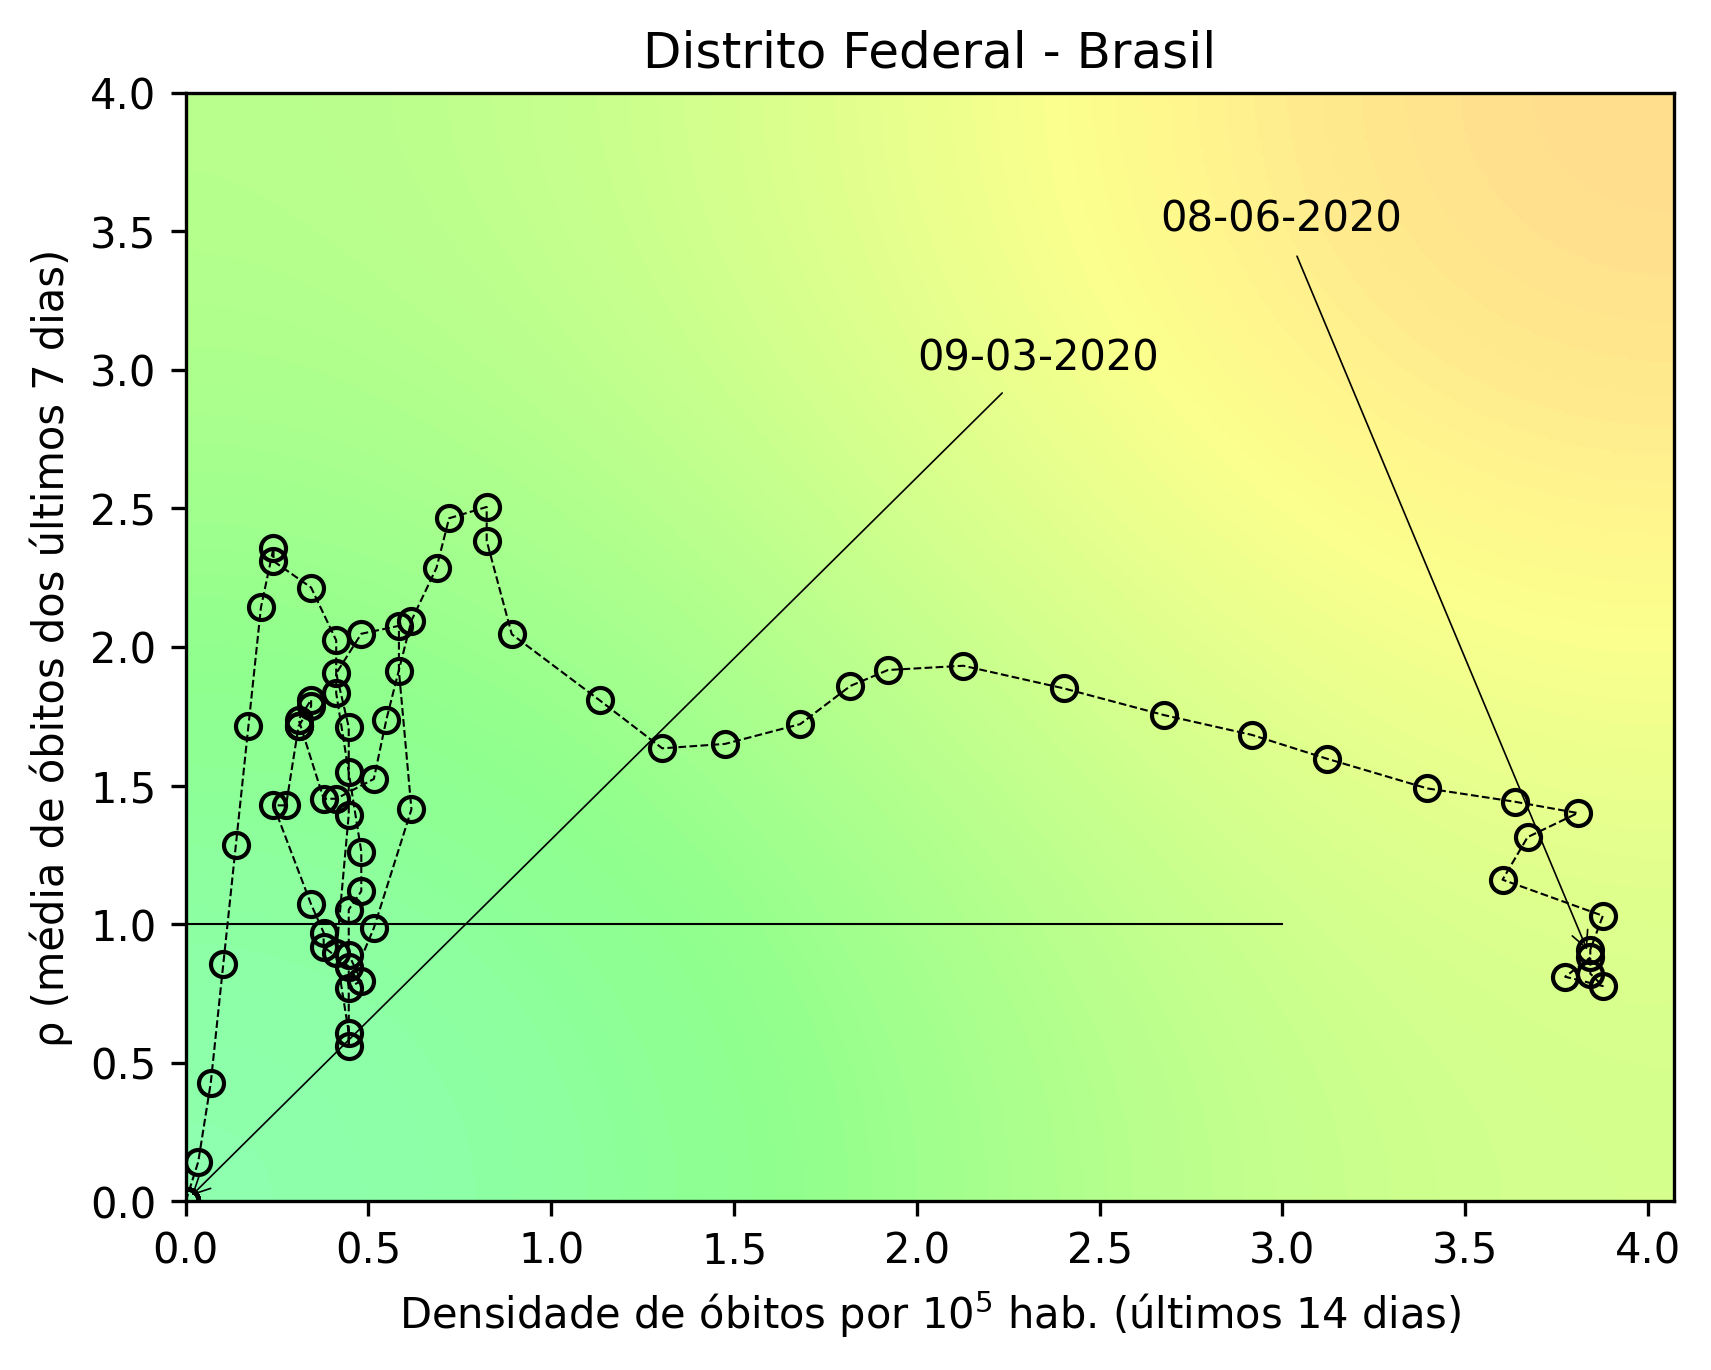 Distrito Federal - Brasil
4.0
3.5
3.0
2.5
2.0
1.5
1.0
0.5
0.0
ρ (média de óbitos dos últimos 7 dias)
08-06-2020
09-03-2020
0.0 0.5 1.0 1.5 2.0 2.5 3.0 3.5 4.0
Densidade de óbitos por 10⁵ hab. (últimos 14 dias)